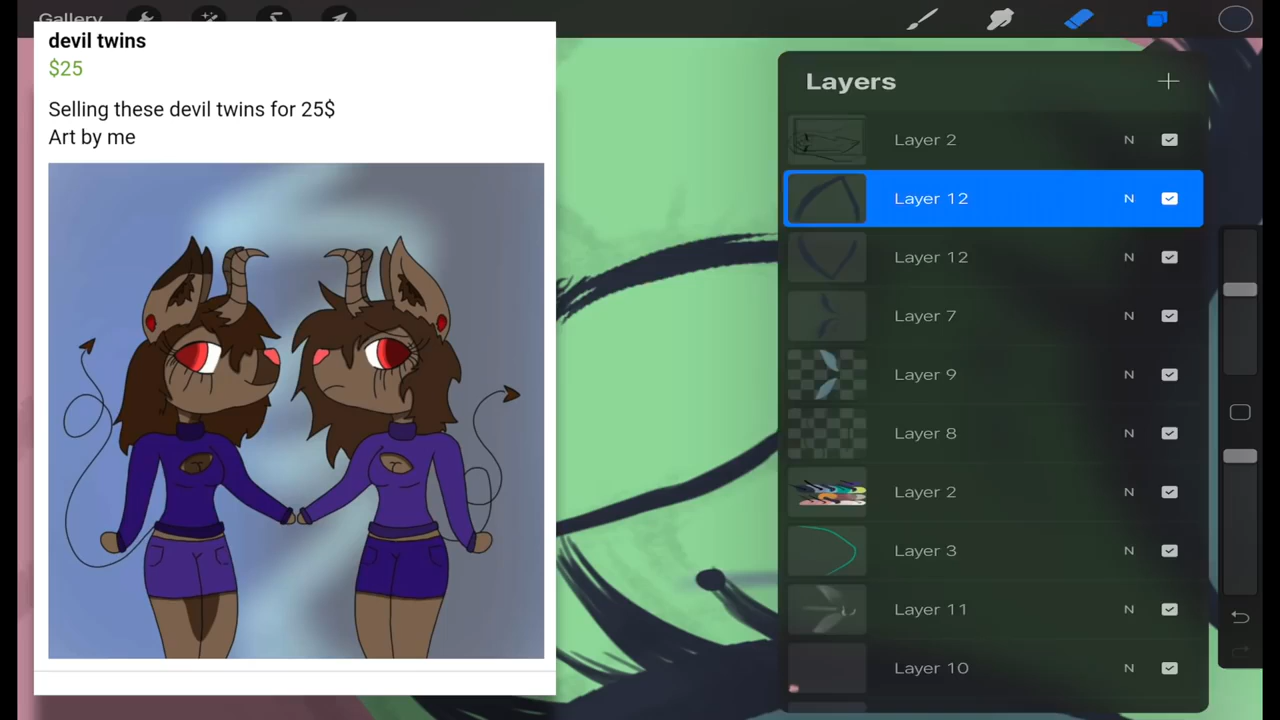 Gallery
devil twins
$25
Selling these devil twins for 25$
Art by me
Layers
Layer 2 N
Layer 12 N
Layer 12 N
Layer 7 N
Layer 9 N
Layer 8 N
Layer 2 N
Layer 3 N
Layer 11 N
Layer 10 N